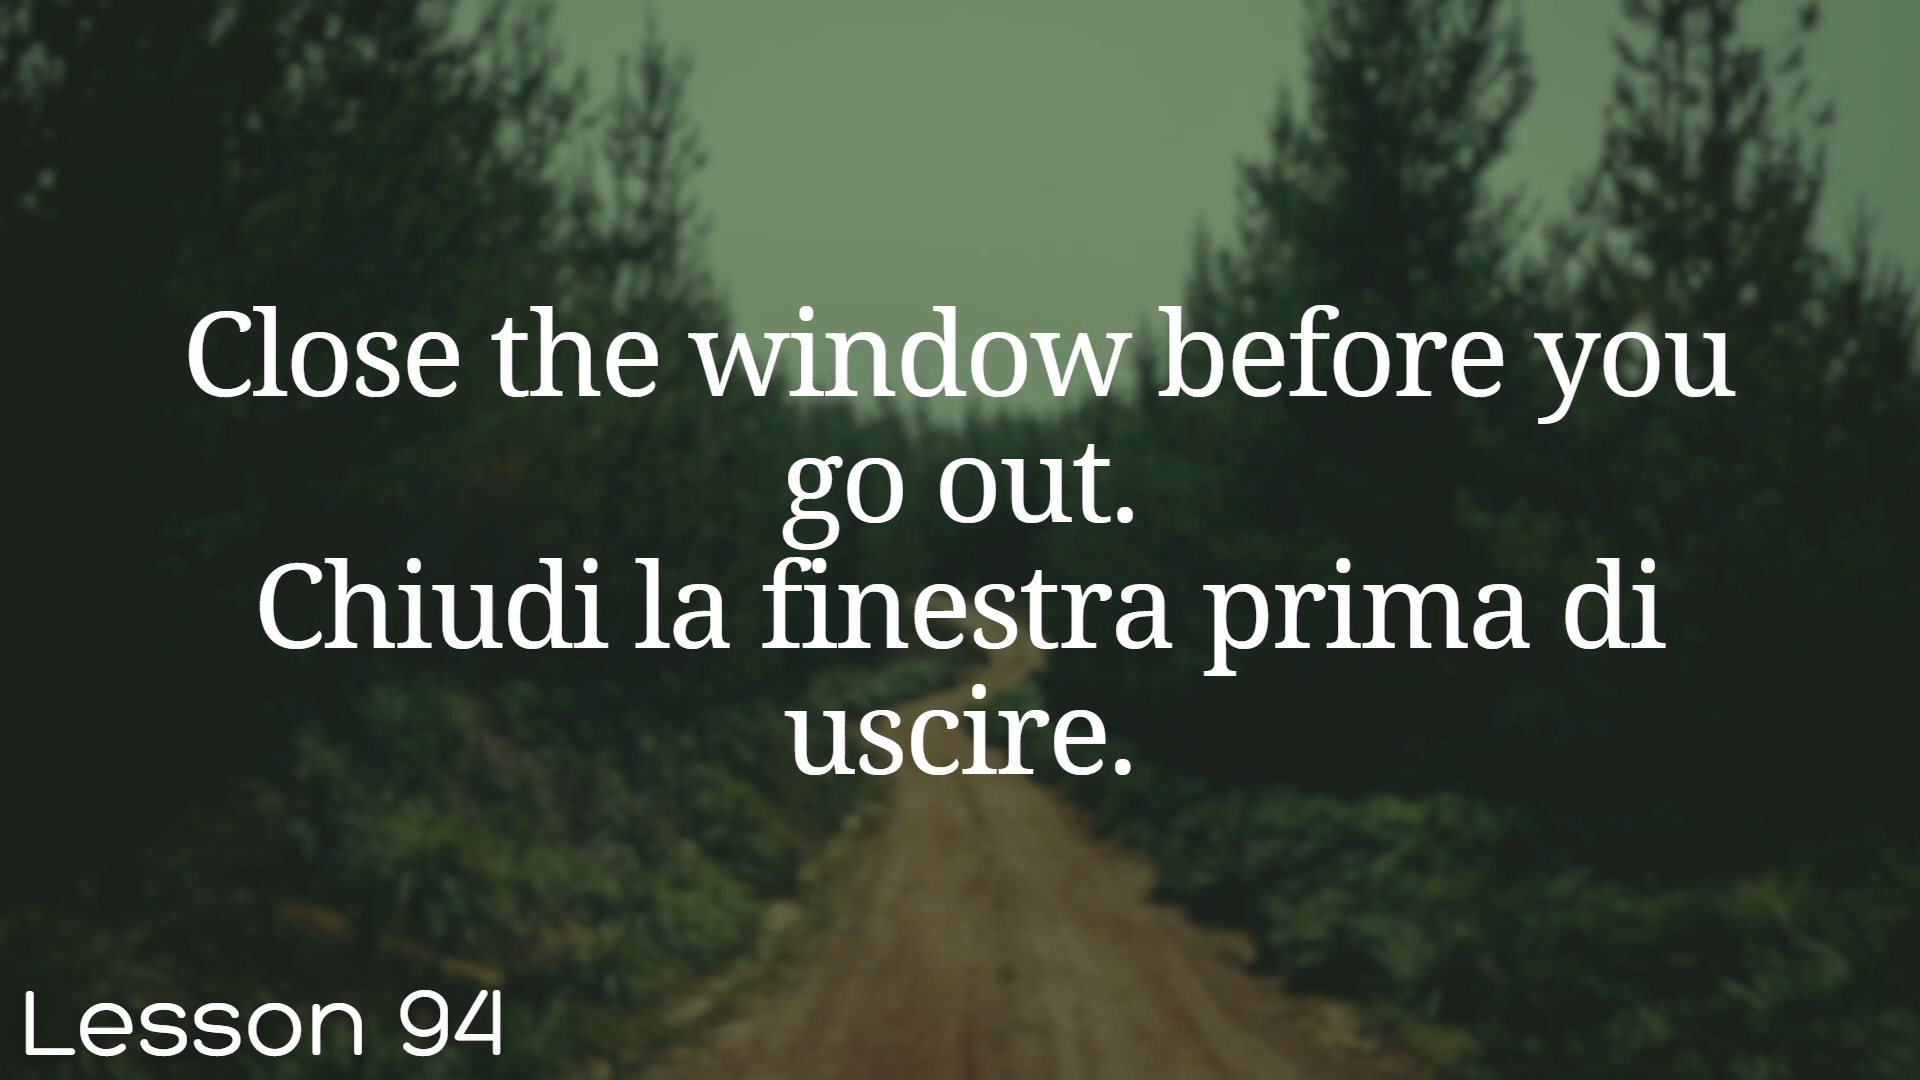 Close the window before you
go out.
Chiudi la finestra prima di
uscire.
Lesson 94